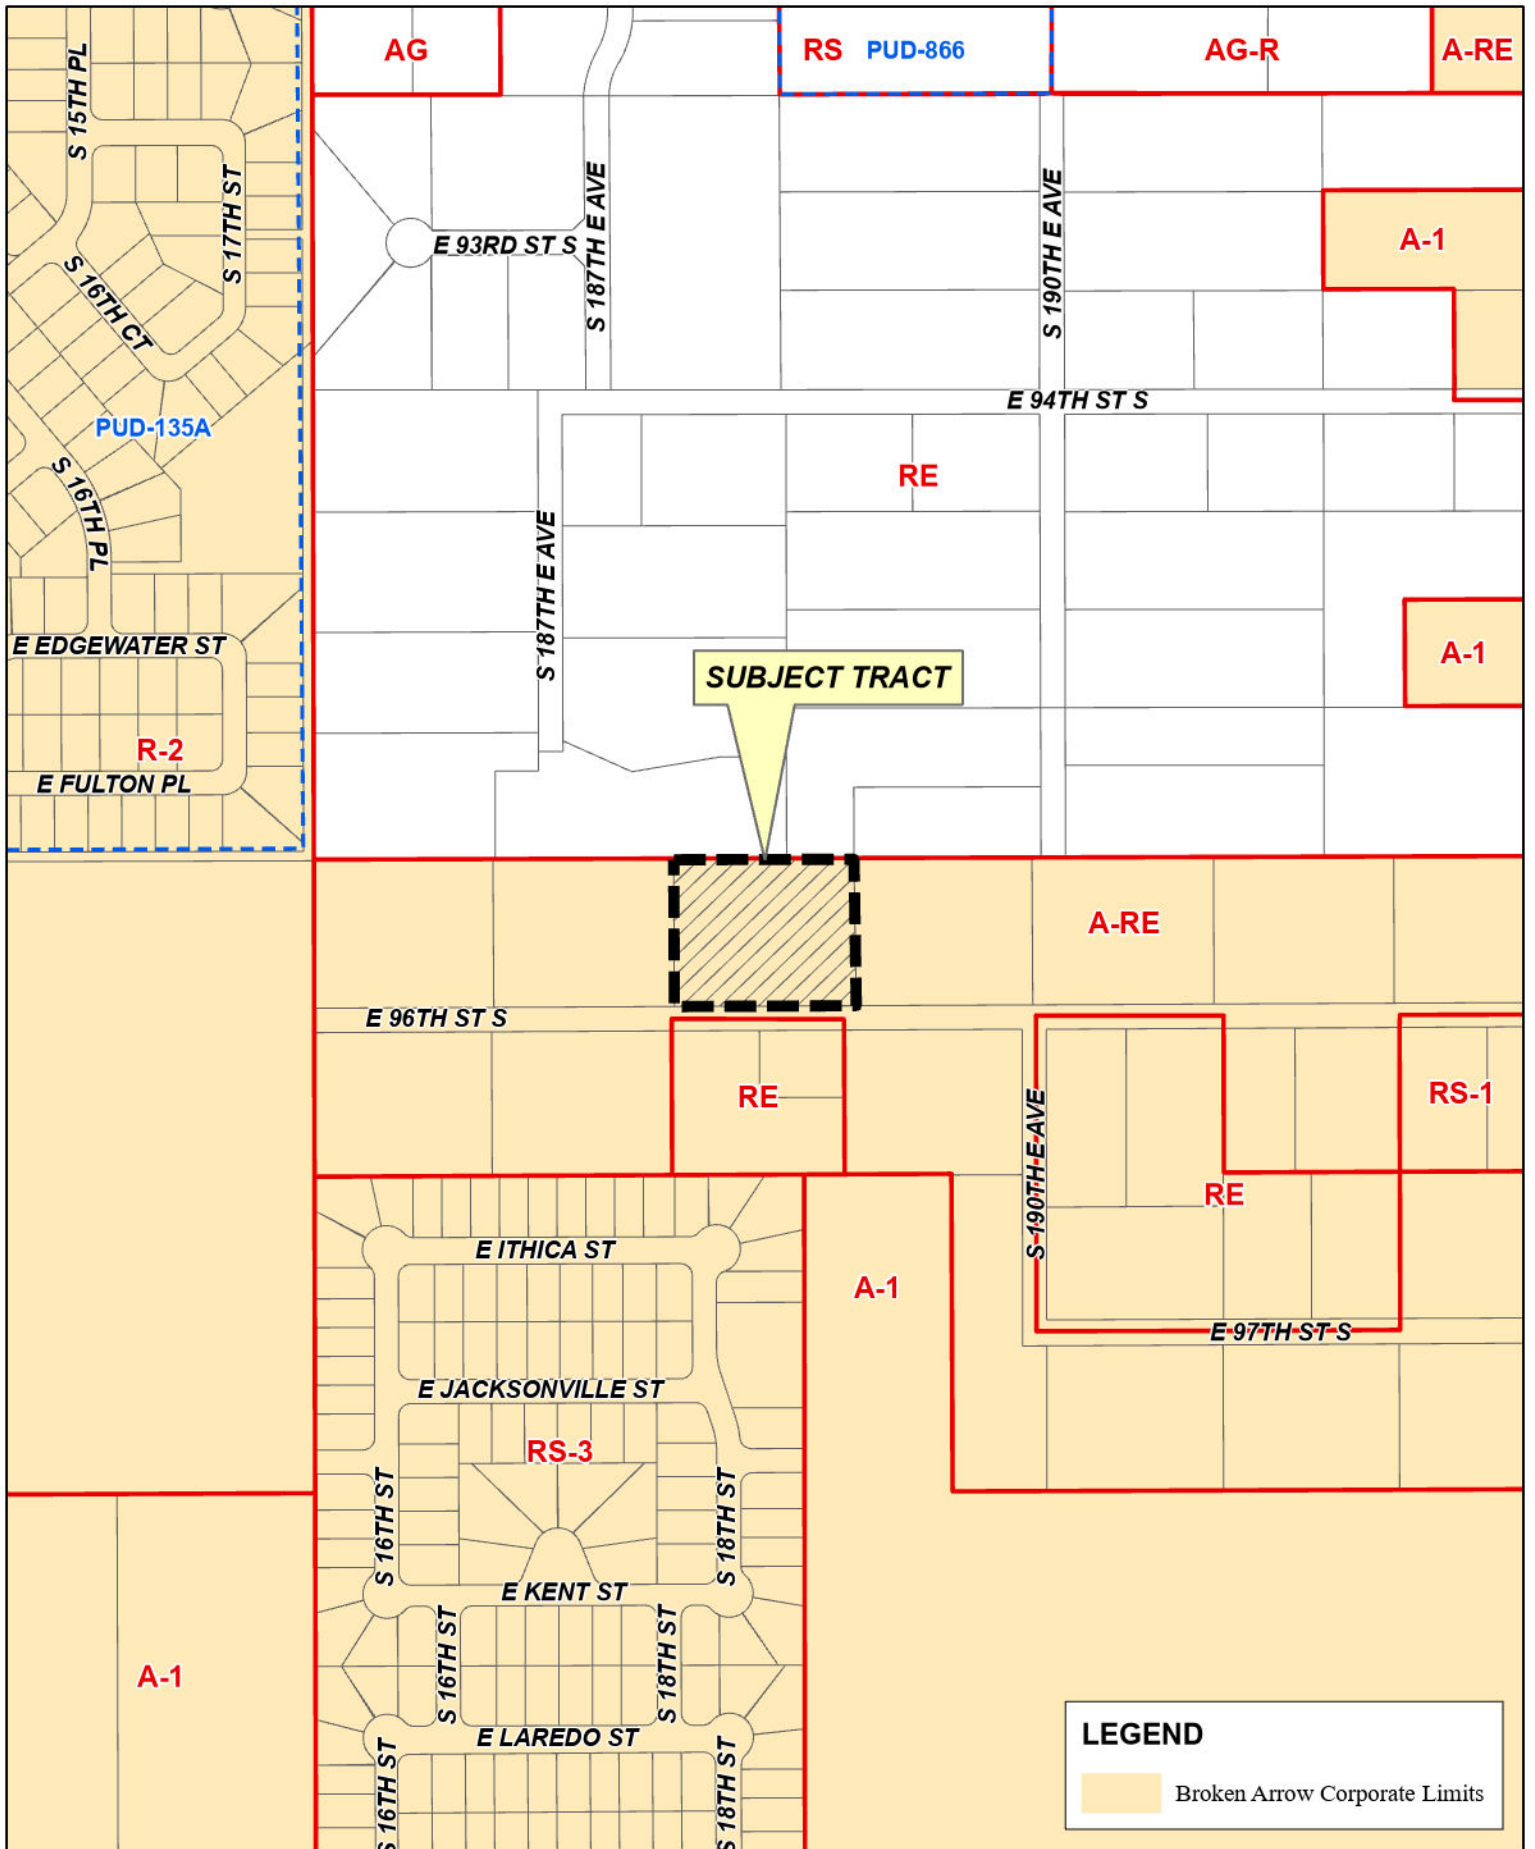 AG
RS PUD-866
AG-R
A-RE
S 15TH PL
S 17TH ST
S 187TH E AVE
S 190TH E AVE
E 93RD ST S
A-1
S 16TH CT
E 94TH ST S
PUD-135A
S 16TH PL
RE
S 187TH E AVE
E EDGEWATER ST
A-1
SUBJECT TRACT
R-2
E FULTON PL
A-RE
E 96TH ST S
RE
RS-1
S 190TH E AVE
RE
E ITHICA ST
A-1
E 97TH ST S
E JACKSONVILLE ST
RS-3
S 16TH ST
S 18TH ST
E KENT ST
S 16TH ST
S 18TH ST
A-1
E LAREDO ST
S 16TH ST
S 18TH ST
LEGEND
Broken Arrow Corporate Limits